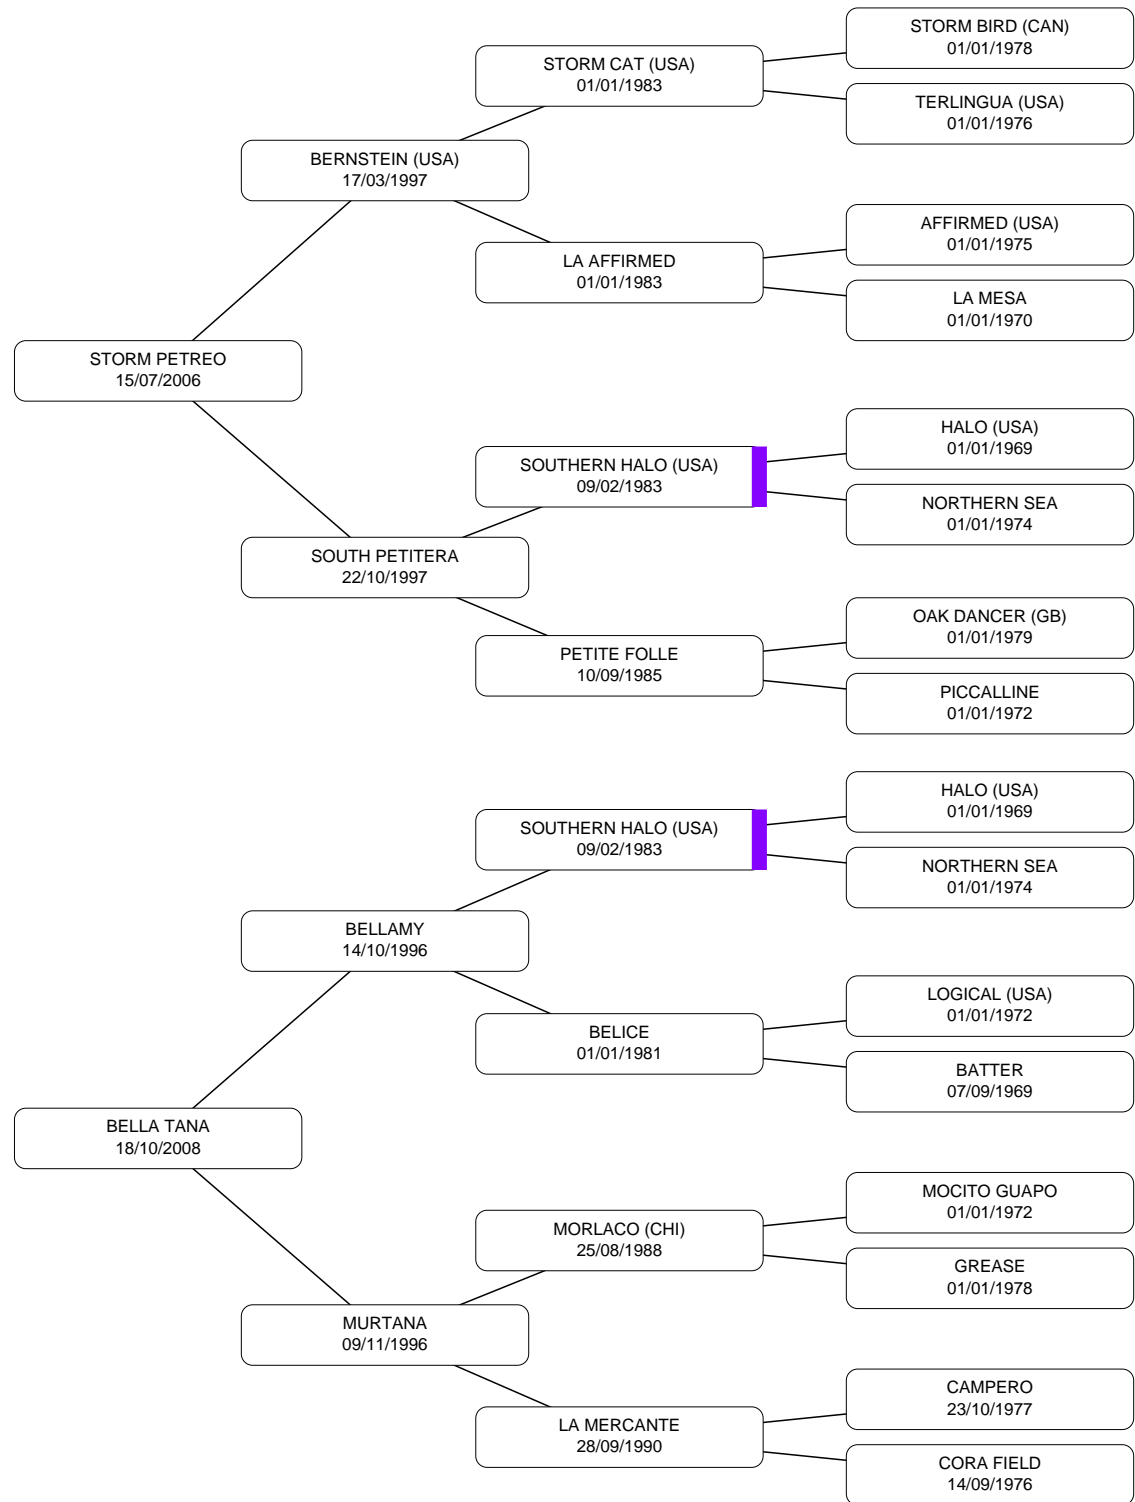 STORM BIRD (CAN)
01/01/1978
STORM CAT (USA)
01/01/1983
TERLINGUA (USA)
01/01/1976
BERNSTEIN (USA)
17/03/1997
AFFIRMED (USA)
01/01/1975
LA AFFIRMED
01/01/1983
LA MESA
01/01/1970
STORM PETREO
15/07/2006
HALO (USA)
01/01/1969
SOUTHERN HALO (USA)
09/02/1983
NORTHERN SEA
01/01/1974
SOUTH PETITERA
22/10/1997
OAK DANCER (GB)
01/01/1979
PETITE FOLLE
10/09/1985
PICCALLINE
01/01/1972
HALO (USA)
01/01/1969
SOUTHERN HALO (USA)
09/02/1983
NORTHERN SEA
01/01/1974
BELLAMY
14/10/1996
LOGICAL (USA)
01/01/1972
BELICE
01/01/1981
BATTER
07/09/1969
BELLA TANA
18/10/2008
MOCITO GUAPO
01/01/1972
MORLACO (CHI)
25/08/1988
GREASE
01/01/1978
MURTANA
09/11/1996
CAMPERO
23/10/1977
LA MERCANTE
28/09/1990
CORA FIELD
14/09/1976